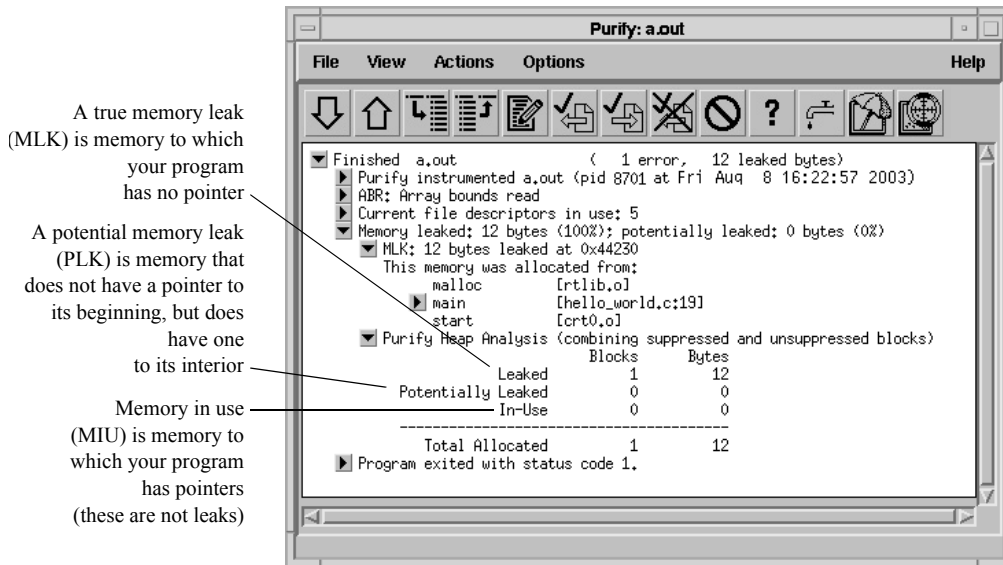 Purify: a.out
File View Actions Options Help
?
A true memory leak
(MLK) is memory to which
your program
has no pointer
A potential memory leak
(PLK) is memory that
does not have a pointer to
its beginning, but does
have one
to its interior
Memory in use
(MIU) is memory to
which your program
has pointers
(these are not leaks)
Finished a.out ( 1 error, 12 leaked bytes)
Purify instrumented a.out (pid 8701 at Fri Aug 8 16:22:57 2003)
ABR: Array bounds read
Current file descriptors in use: 5
Memory leaked: 12 bytes (100%); potentially leaked: 0 bytes (0%)
MLK: 12 bytes leaked at 0x44230
This memory was allocated from:
malloc [rtlib.o]
main [hello_world.c:19]
start [crt0.o]
Purify Heap Analysis (combining suppressed and unsuppressed blocks)
Blocks Bytes
Leaked 1 12
Potentially Leaked 0 0
In-Use 0 0
----------------------------------------
Total Allocated 1 12
Program exited with status code 1.